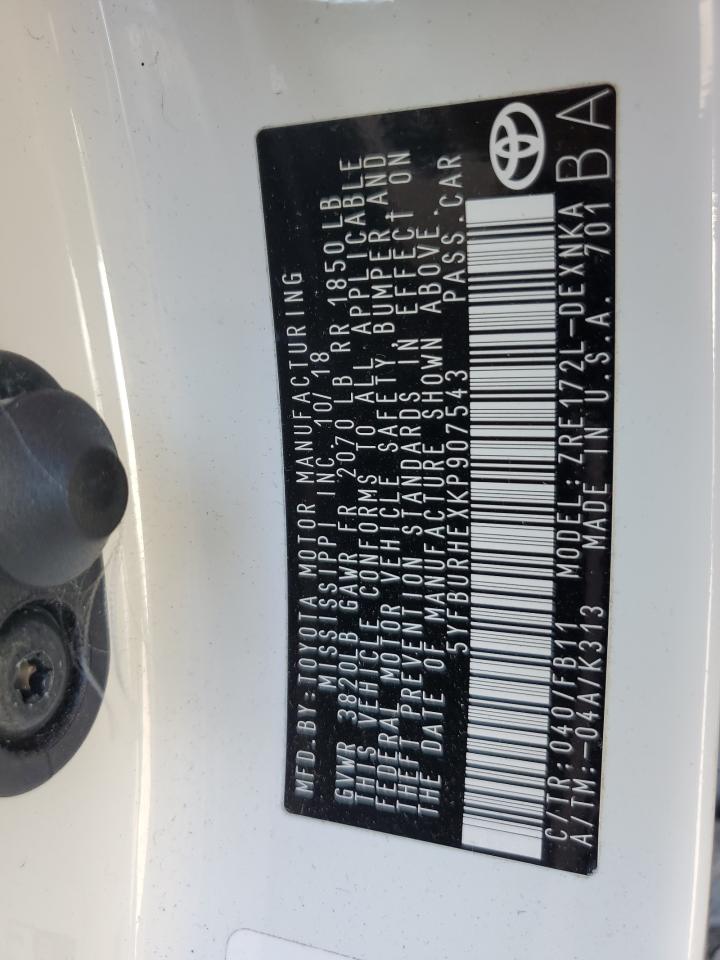 MFD.BY:TOYOTA MOTOR MANUFACTURING
MISSISSIPPI INC. 10/18
GVWR 3820LB GAWR FR 2070LB RR 1850LB
THIS VEHICLE CONFORMS TO ALL APPLICABLE
FEDERAL MOTOR VEHICLE SAFETY, BUMPER AND
THEFT PREVENTION STANDARDS IN EFFECT ON
THE DATE OF MANUFACTURE SHOWN ABOVE.
5YFBURHEXKP907543 PASS.CAR
C/TR:040/FB11 MODEL:ZRE172L-DEXNKA
A/TM:-04A/K313 MADE IN U.S.A. 701
BA